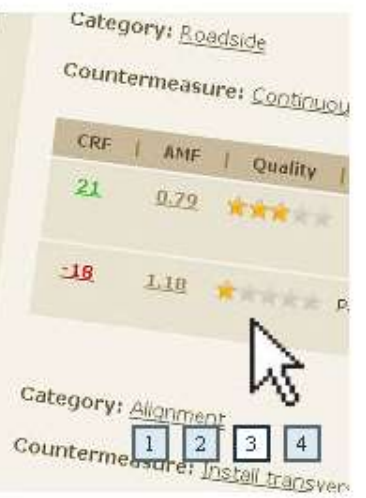 Category: Roadside
Countermeasure: Continuou
CRF | AMF | Quality |
21 0.79
-18 1.18 P
Category: Alignment
1 2 3 4
Countermeasure: Install transver